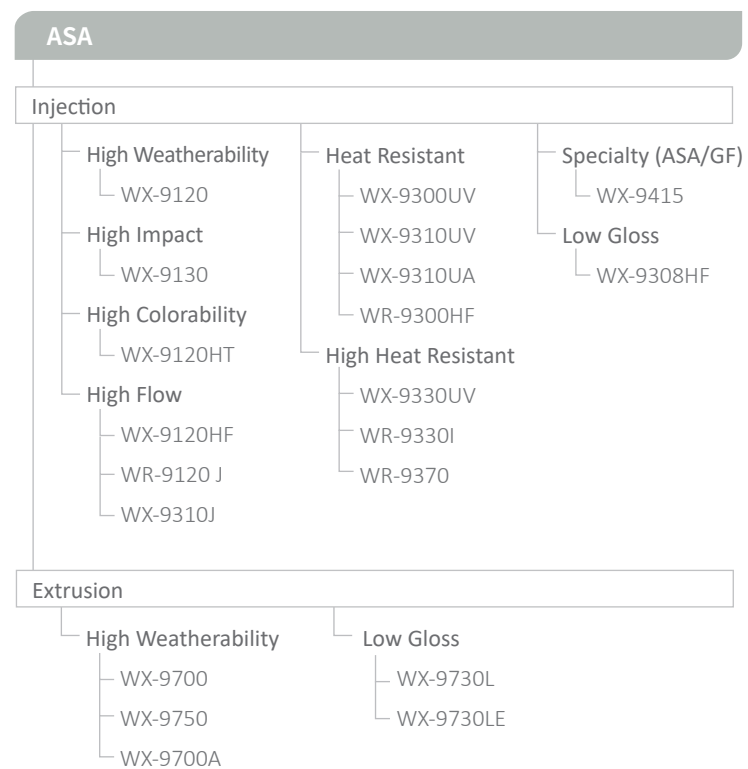 ASA
Injection
High Weatherability
WX-9120
High Impact
WX-9130
High Colorability
WX-9120HT
High Flow
WX-9120HF
WR-9120 J
WX-9310J
Heat Resistant
WX-9300UV
WX-9310UV
WX-9310UA
WR-9300HF
High Heat Resistant
WX-9330UV
WR-9330I
WR-9370
Specialty (ASA/GF)
WX-9415
Low Gloss
WX-9308HF
Extrusion
High Weatherability
WX-9700
WX-9750
WX-9700A
Low Gloss
WX-9730L
WX-9730LE